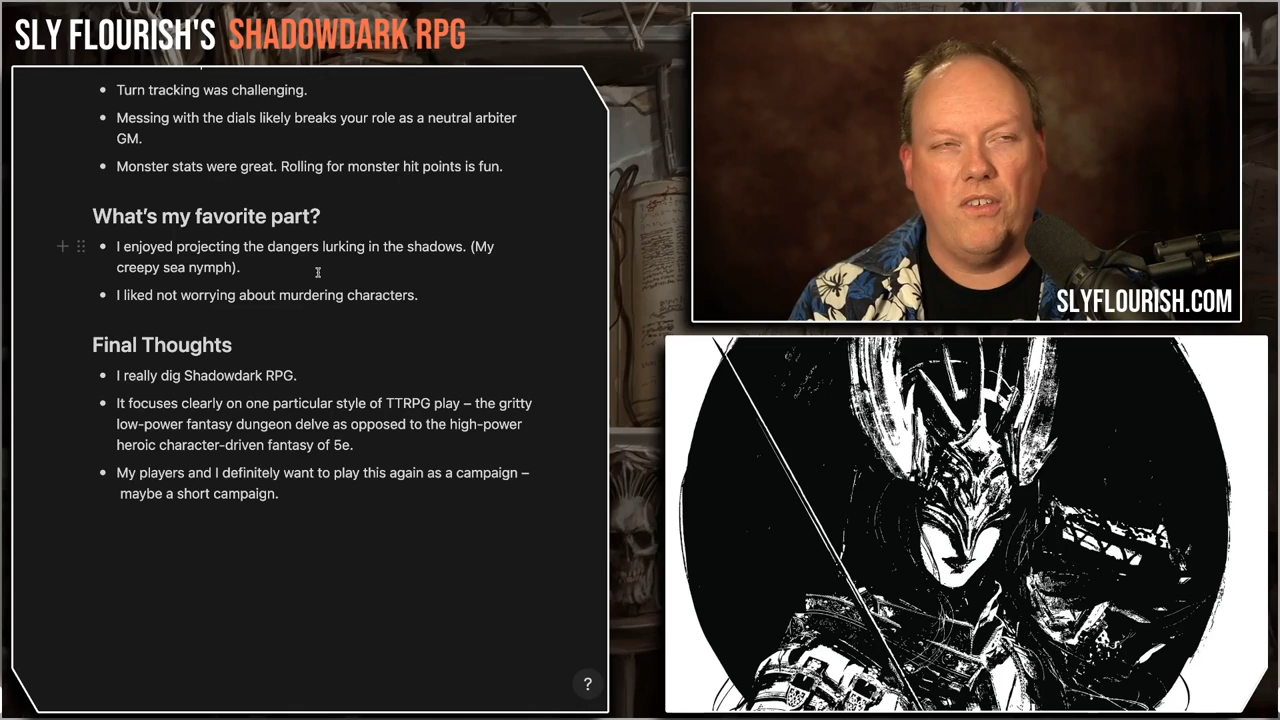 SLY FLOURISH'S SHADOWDARK RPG
• Turn tracking was challenging.
• Messing with the dials likely breaks your role as a neutral arbiter
GM.
• Monster stats were great. Rolling for monster hit points is fun.
What's my favorite part?
• I enjoyed projecting the dangers lurking in the shadows. (My
creepy sea nymph).
• I liked not worrying about murdering characters.
Final Thoughts
• I really dig Shadowdark RPG.
• It focuses clearly on one particular style of TTRPG play – the gritty
low-power fantasy dungeon delve as opposed to the high-power
heroic character-driven fantasy of 5e.
• My players and I definitely want to play this again as a campaign –
maybe a short campaign.
?
SLYFLOURISH.COM